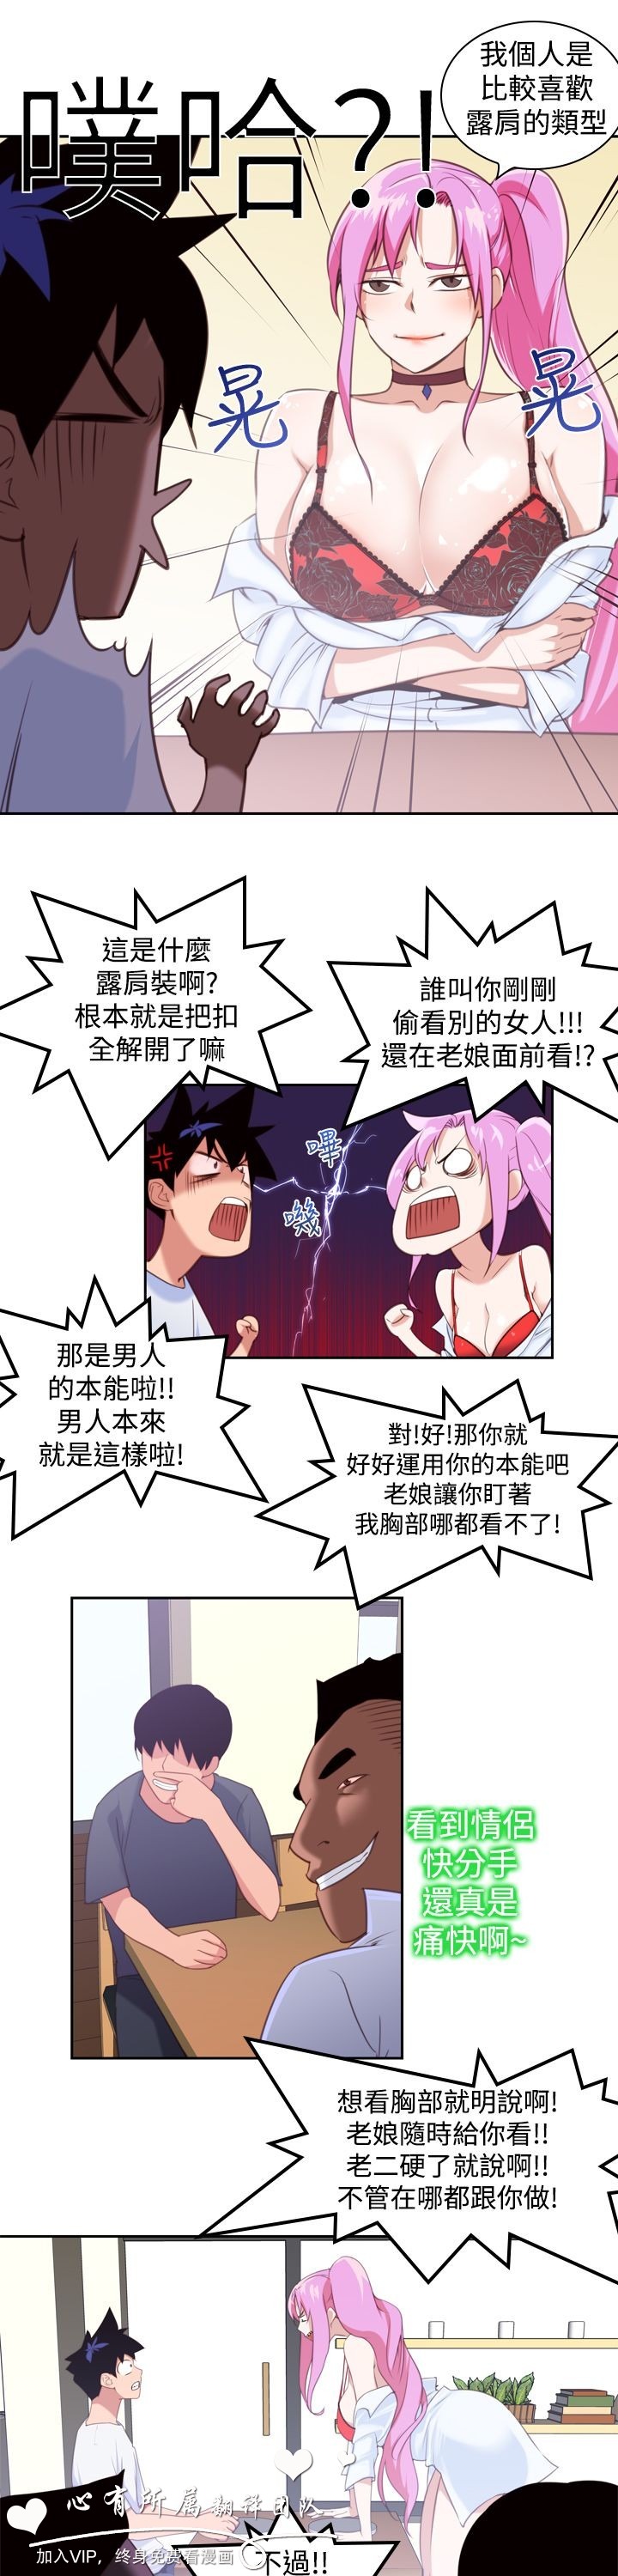 我個人是
比較喜歡
露肩的類型
噗哈?!
晃
晃
這是什麼
露肩裝啊?
根本就是把扣
全解開了嘛
誰叫你剛剛
偷看別的女人!!!
還在老娘面前看!?
嗶
嘰
那是男人
的本能啦!!
男人本來
就是這樣啦!
對!好!那你就
好好運用你的本能吧
老娘讓你盯著
我胸部哪都看不了!
看到情侶
快分手
還真是
痛快啊~
想看胸部就明說啊!
老娘隨時給你看!!
老二硬了就說啊!!
不管在哪都跟你做!
心有所属翻译团队
加入VIP，终身免费看漫画
不過!!